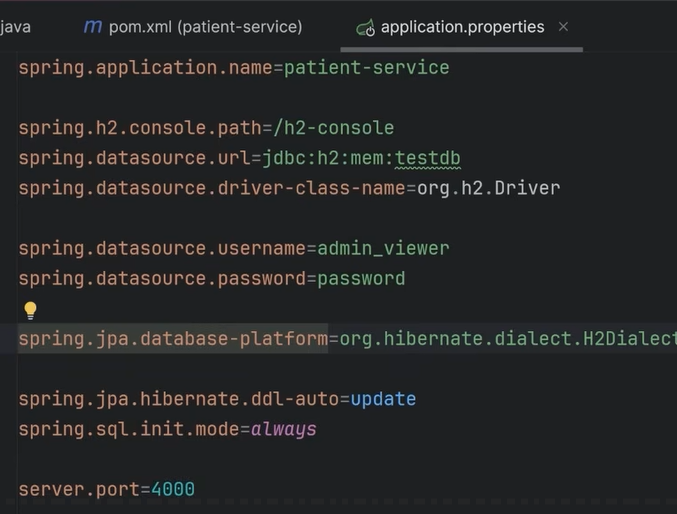 java
m pom.xml (patient-service)
application.properties
spring.application.name=patient-service
spring.h2.console.path=/h2-console
spring.datasource.url=jdbc:h2:mem:testdb
spring.datasource.driver-class-name=org.h2.Driver
spring.datasource.username=admin_viewer
spring.datasource.password=password
spring.jpa.database-platform=org.hibernate.dialect.H2Dialect
spring.jpa.hibernate.ddl-auto=update
spring.sql.init.mode=always
server.port=4000